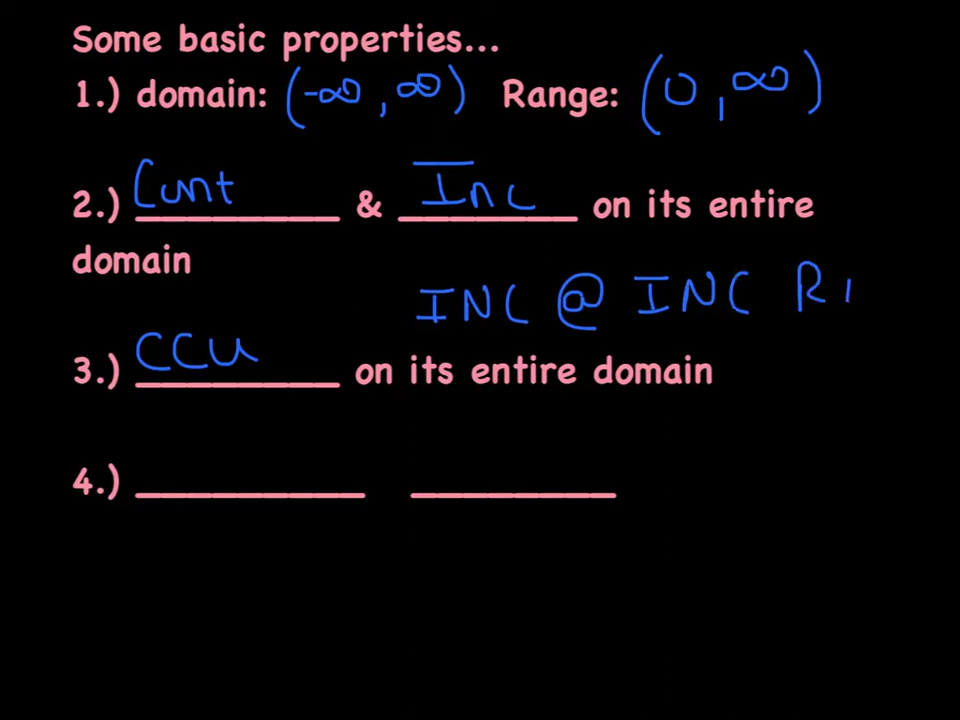 Some basic properties...
1.) domain: (-∞, ∞) Range: (0, ∞)
2.) Cont & Inc on its entire
domain
INC @ INC R
3.) CCU on its entire domain
4.)